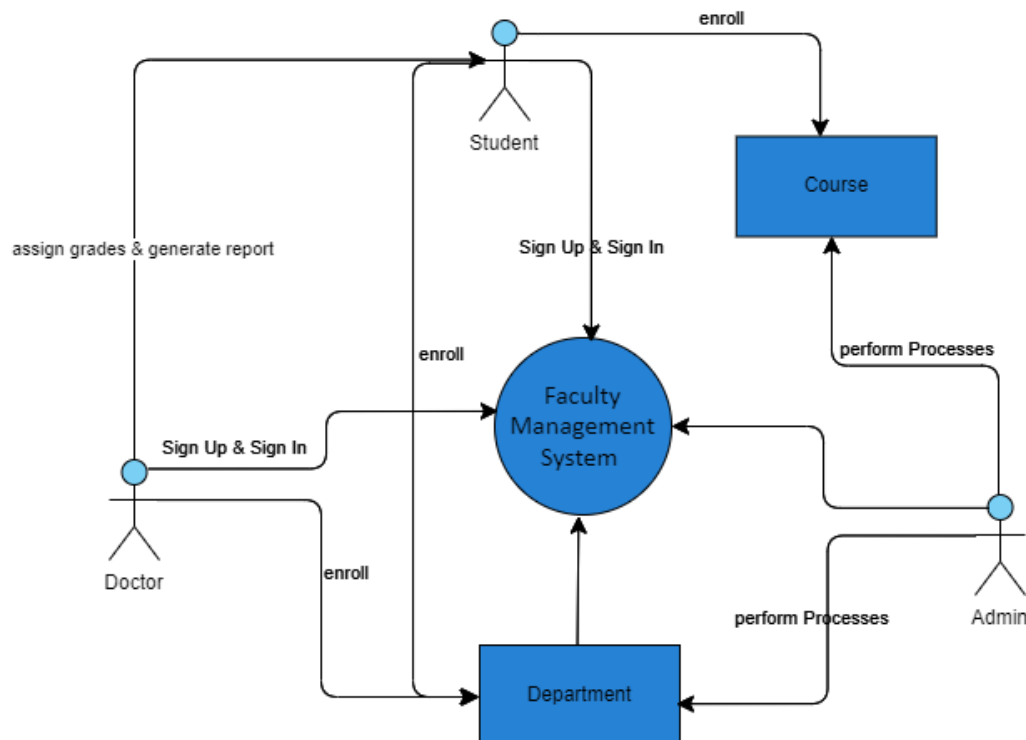 enroll
Student
Course
assign grades & generate report
Sign Up & Sign In
enroll
perform Processes
Faculty
Management
System
Sign Up & Sign In
Doctor
enroll
Admin
perform Processes
Department